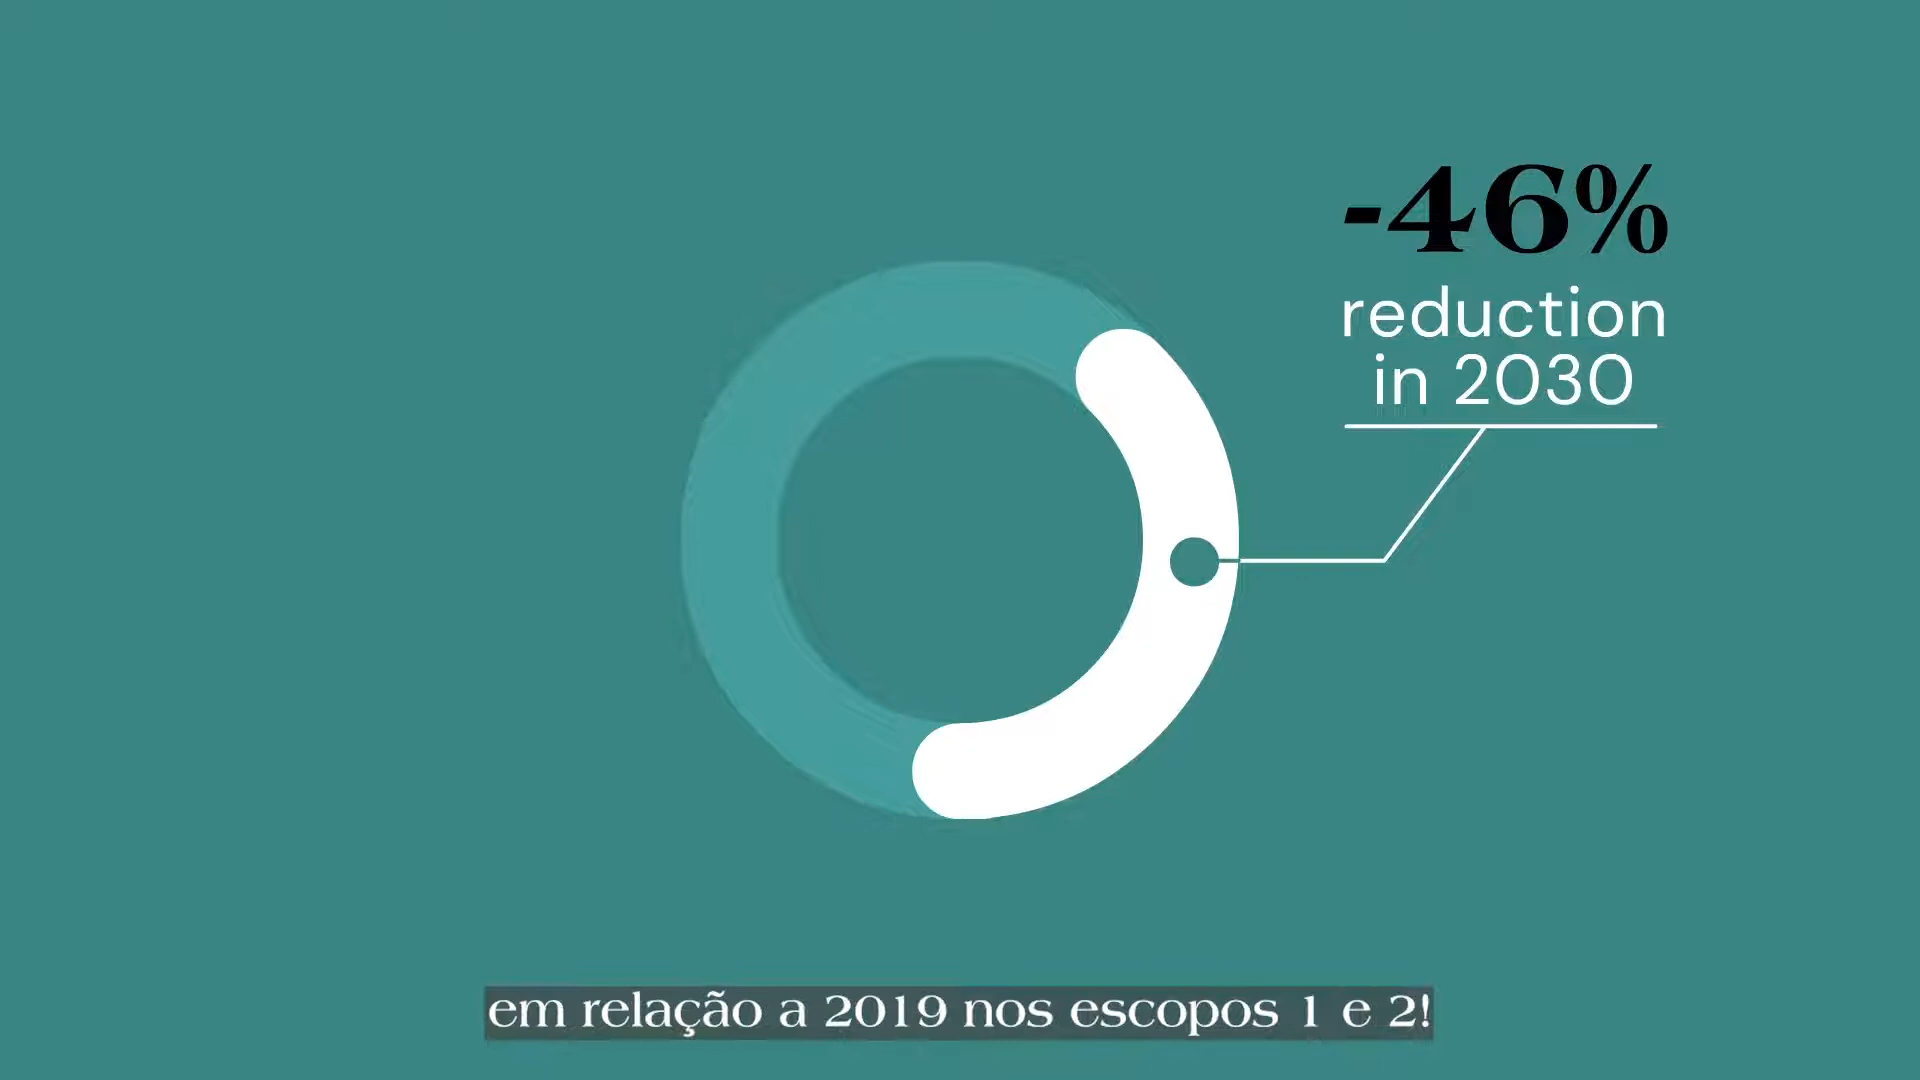 -46%
reduction
in 2030
em relação a 2019 nos escopos 1 e 2!